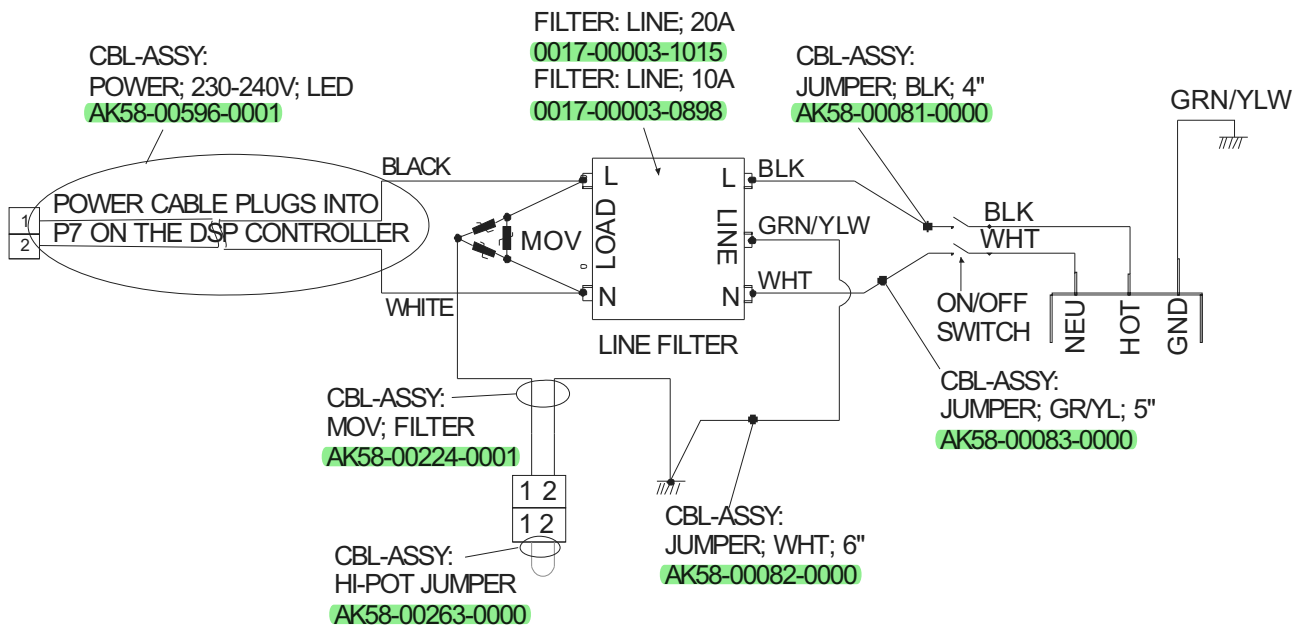 FILTER: LINE; 20A
0017-00003-1015
FILTER: LINE; 10A
0017-00003-0898
CBL-ASSY:
POWER; 230-240V; LED
AK58-00596-0001
CBL-ASSY:
JUMPER; BLK; 4"
AK58-00081-0000
GRN/YLW
BLACK
POWER CABLE PLUGS INTO
P7 ON THE DSP CONTROLLER
1
2
WHITE
MOV
L
LOAD
N
L
LINE
N
LINE FILTER
BLK
GRN/YLW
WHT
BLK
WHT
ON/OFF
SWITCH
NEU
HOT
GND
CBL-ASSY:
MOV; FILTER
AK58-00224-0001
1 2
1 2
CBL-ASSY:
HI-POT JUMPER
AK58-00263-0000
CBL-ASSY:
JUMPER; WHT; 6"
AK58-00082-0000
CBL-ASSY:
JUMPER; GR/YL; 5"
AK58-00083-0000